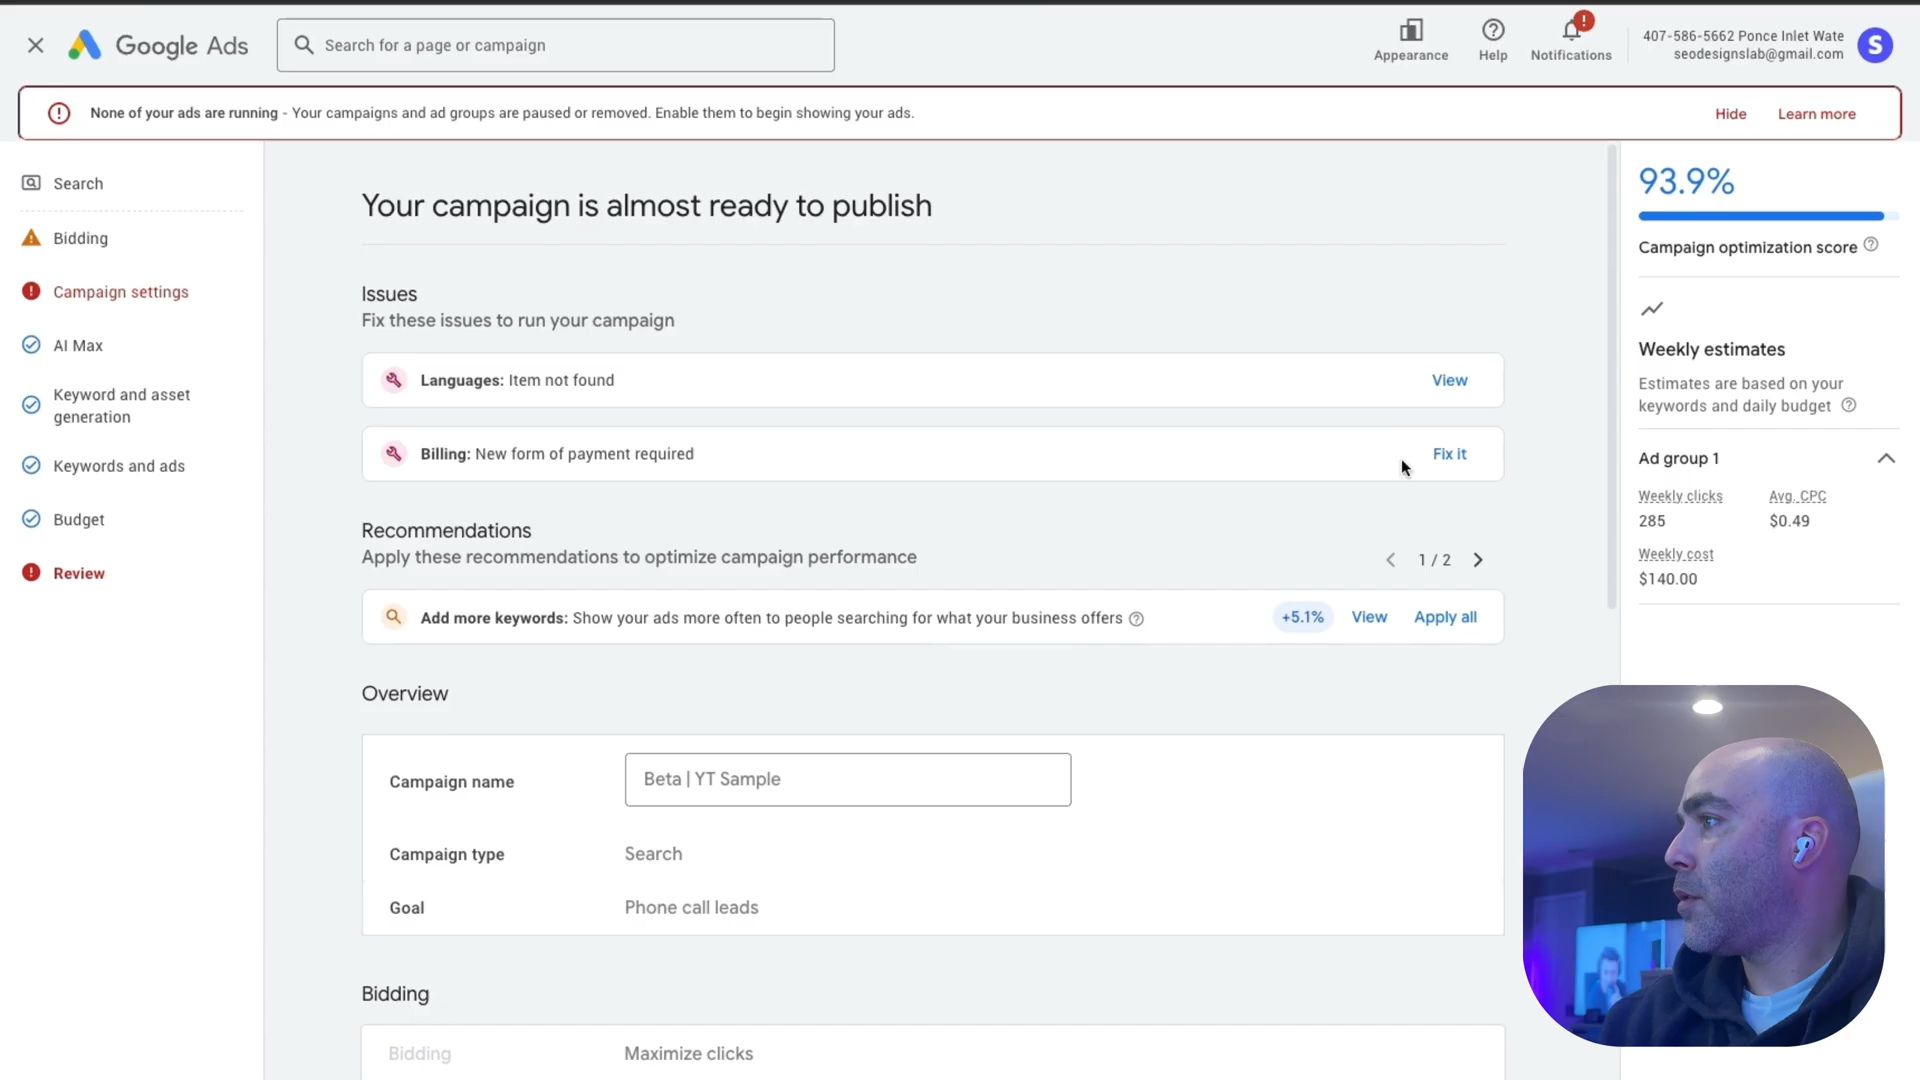 Google Ads
Search for a page or campaign
Appearance
Help
!
Notifications
407-586-5662 Ponce Inlet Wate
seodesignslab@gmail.com
S
None of your ads are running - Your campaigns and ad groups are paused or removed. Enable them to begin showing your ads.
Hide
Learn more
Search
Bidding
Campaign settings
AI Max
Keyword and asset
generation
Keywords and ads
Budget
Review
Your campaign is almost ready to publish
Issues
Fix these issues to run your campaign
Languages: Item not found
View
Billing: New form of payment required
Fix it
Recommendations
Apply these recommendations to optimize campaign performance
1 / 2
Add more keywords: Show your ads more often to people searching for what your business offers
+5.1%
View
Apply all
Overview
Campaign name
Beta | YT Sample
Campaign type
Search
Goal
Phone call leads
Bidding
Bidding
Maximize clicks
93.9%
Campaign optimization score
Weekly estimates
Estimates are based on your
keywords and daily budget
Ad group 1
Weekly clicks
Avg. CPC
285
$0.49
Weekly cost
$140.00